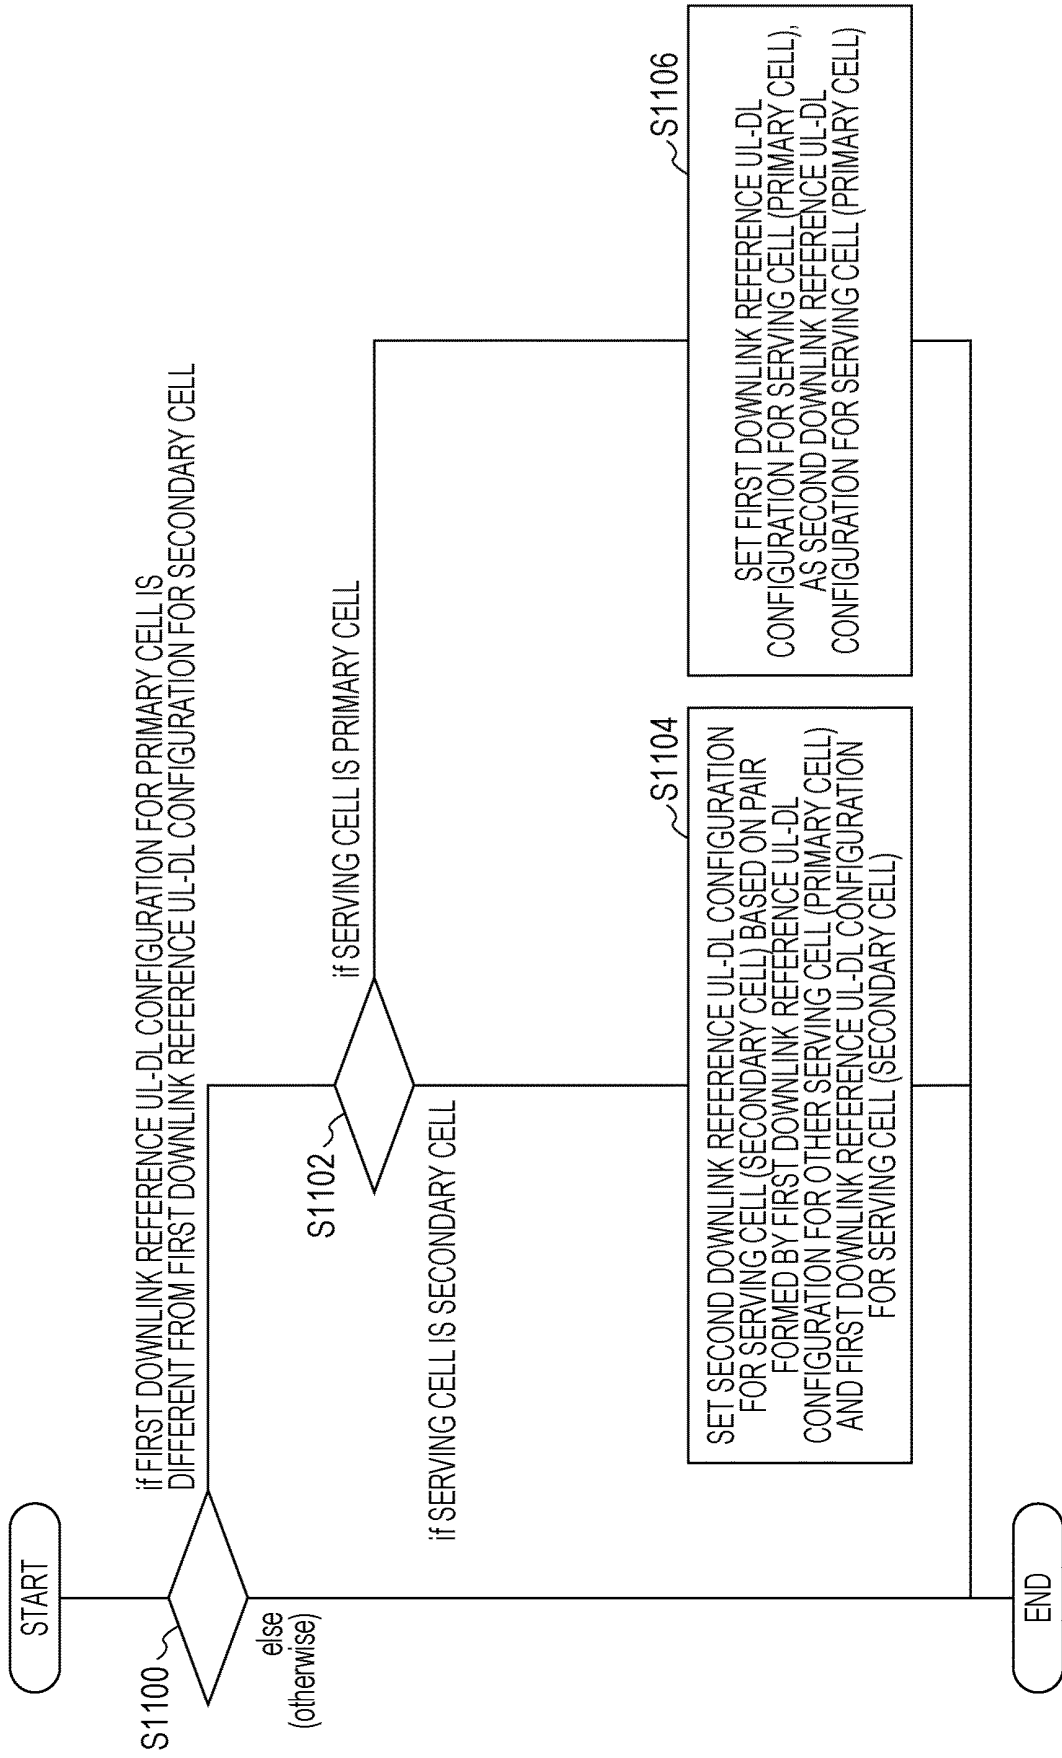 START
S1100
if FIRST DOWNLINK REFERENCE UL-DL CONFIGURATION FOR PRIMARY CELL IS
DIFFERENT FROM FIRST DOWNLINK REFERENCE UL-DL CONFIGURATION FOR SECONDARY CELL
else
(otherwise)
S1102
if SERVING CELL IS PRIMARY CELL
if SERVING CELL IS SECONDARY CELL
S1104
SET SECOND DOWNLINK REFERENCE UL-DL CONFIGURATION
FOR SERVING CELL (SECONDARY CELL) BASED ON PAIR
FORMED BY FIRST DOWNLINK REFERENCE UL-DL
CONFIGURATION FOR OTHER SERVING CELL (PRIMARY CELL)
AND FIRST DOWNLINK REFERENCE UL-DL CONFIGURATION
FOR SERVING CELL (SECONDARY CELL)
S1106
SET FIRST DOWNLINK REFERENCE UL-DL
CONFIGURATION FOR SERVING CELL (PRIMARY CELL),
AS SECOND DOWNLINK REFERENCE UL-DL
CONFIGURATION FOR SERVING CELL (PRIMARY CELL)
END